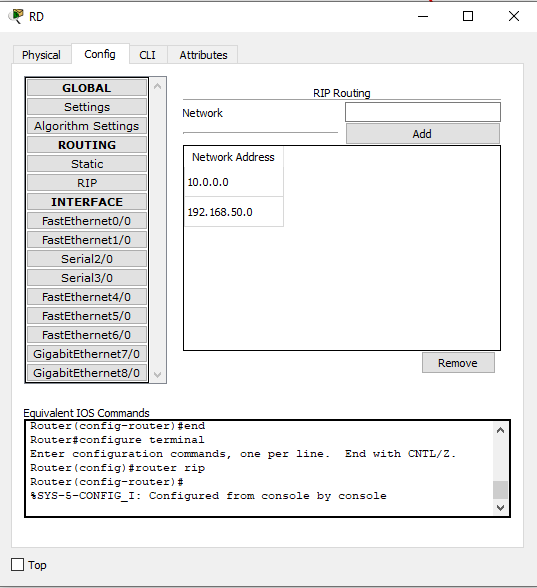 RD
Physical
Config
CLI
Attributes
GLOBAL
Settings
Algorithm Settings
ROUTING
Static
RIP
INTERFACE
FastEthernet0/0
FastEthernet1/0
Serial2/0
Serial3/0
FastEthernet4/0
FastEthernet5/0
FastEthernet6/0
GigabitEthernet7/0
GigabitEthernet8/0
RIP Routing
Network
Add
Network Address
10.0.0.0
192.168.50.0
Remove
Equivalent IOS Commands
Router(config-router)#end
Router#configure terminal
Enter configuration commands, one per line.  End with CNTL/Z.
Router(config)#router rip
Router(config-router)#
%SYS-5-CONFIG_I: Configured from console by console
Top